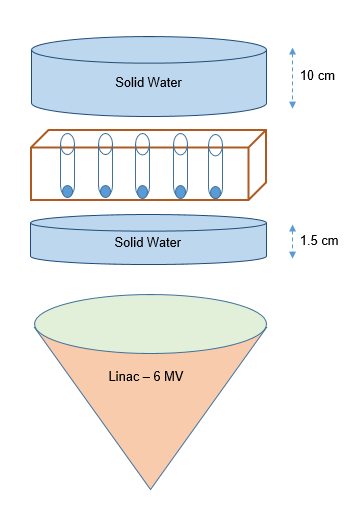 Solid Water
10 cm
Solid Water
1.5 cm
Linac – 6 MV